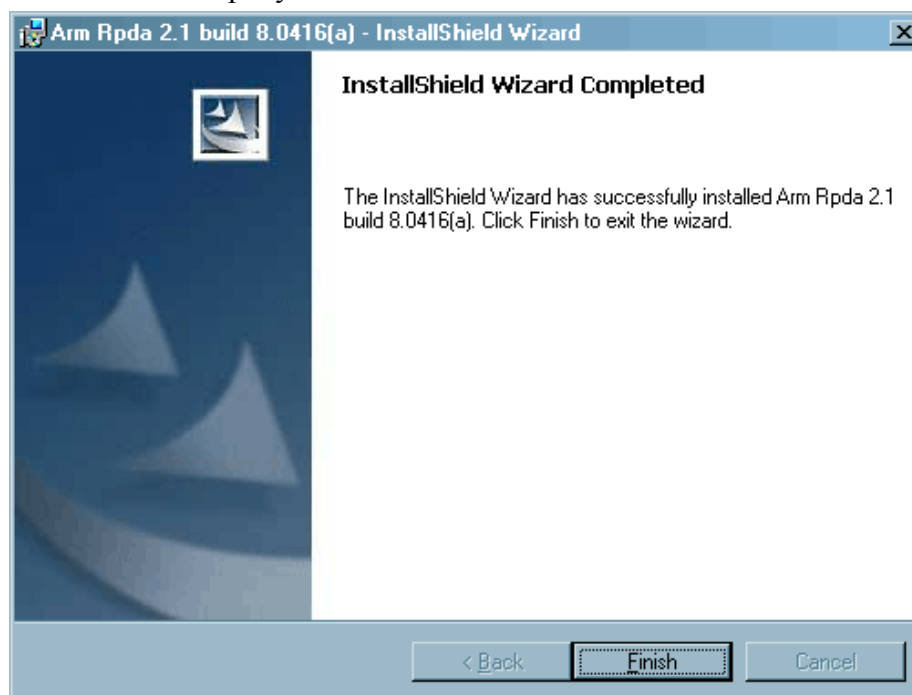 Arm Rpda 2.1 build 8.0416(a) - InstallShield Wizard
InstallShield Wizard Completed
The InstallShield Wizard has successfully installed Arm Rpda 2.1
build 8.0416(a). Click Finish to exit the wizard.
< Back
Finish
Cancel